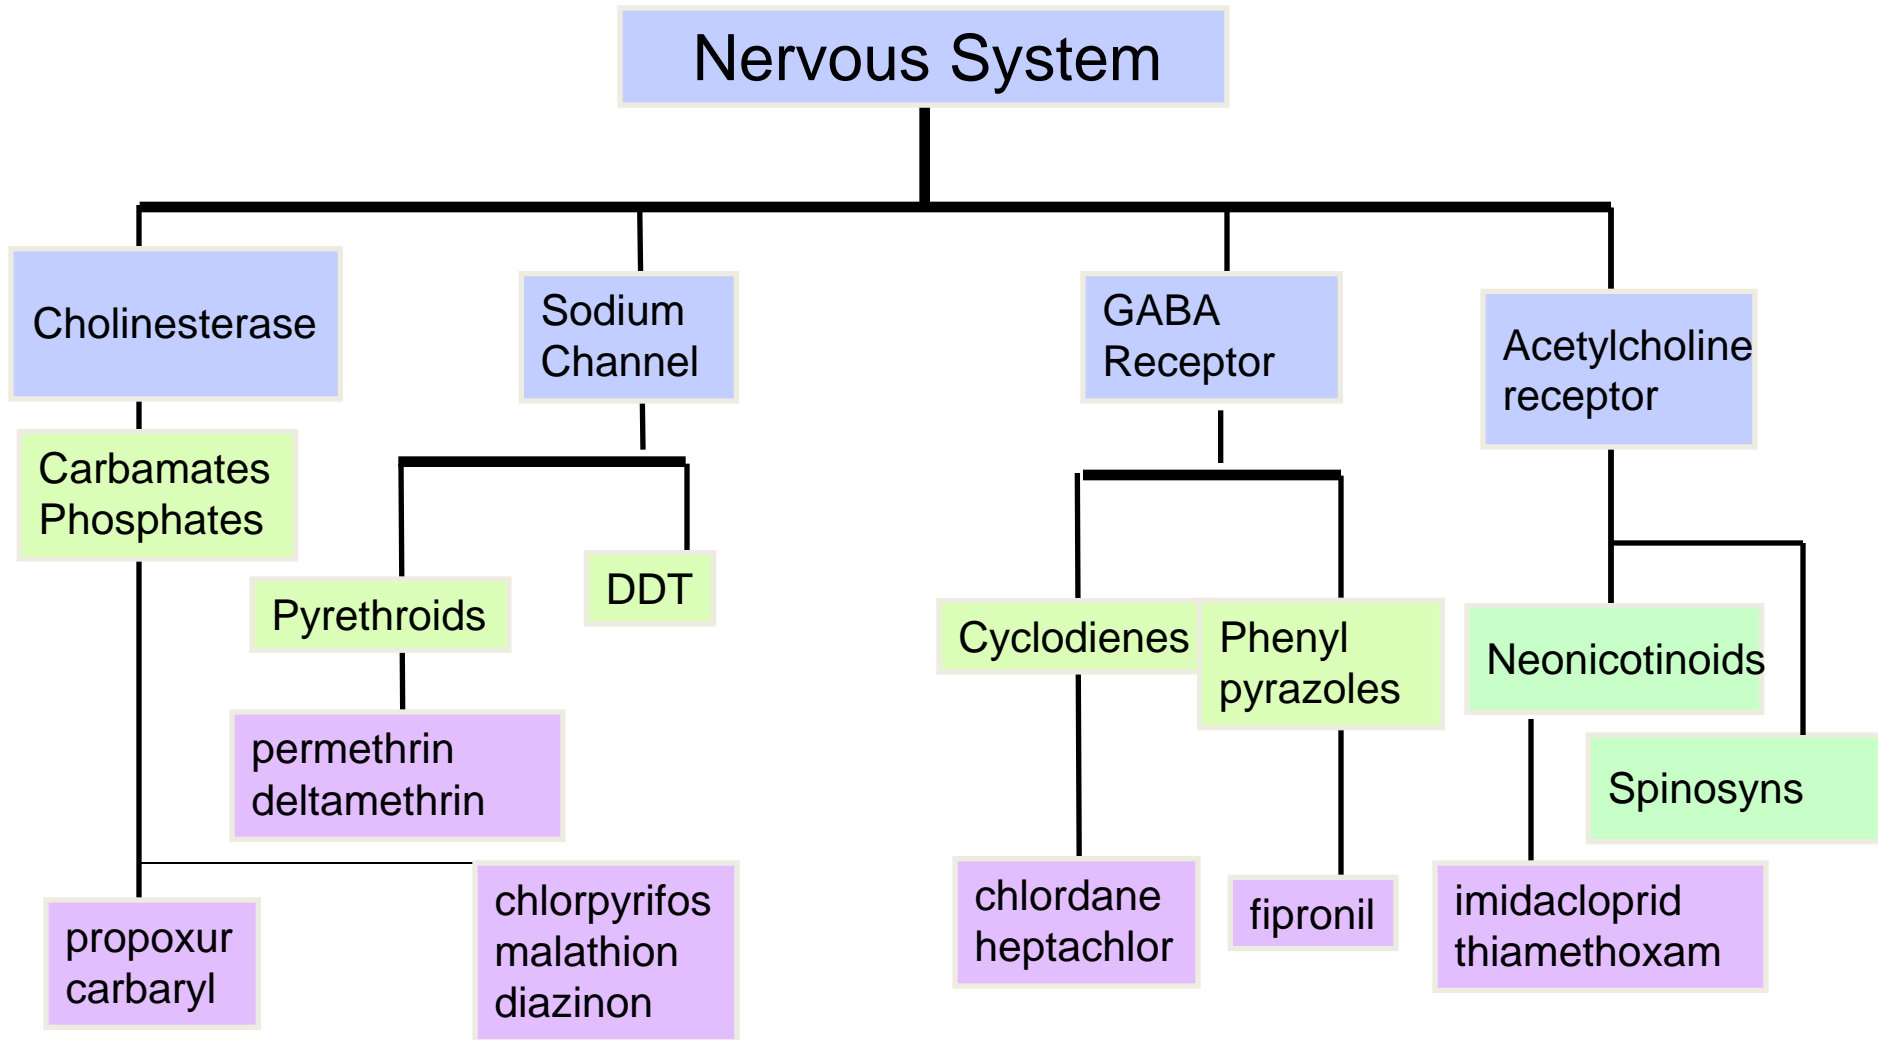 Nervous System
Cholinesterase
Sodium
Channel
GABA
Receptor
Acetylcholine
receptor
Carbamates
Phosphates
Pyrethroids
DDT
Cyclodienes
Phenyl
pyrazoles
Neonicotinoids
Spinosyns
permethrin
deltamethrin
propoxur
carbaryl
chlorpyrifos
malathion
diazinon
chlordane
heptachlor
fipronil
imidacloprid
thiamethoxam